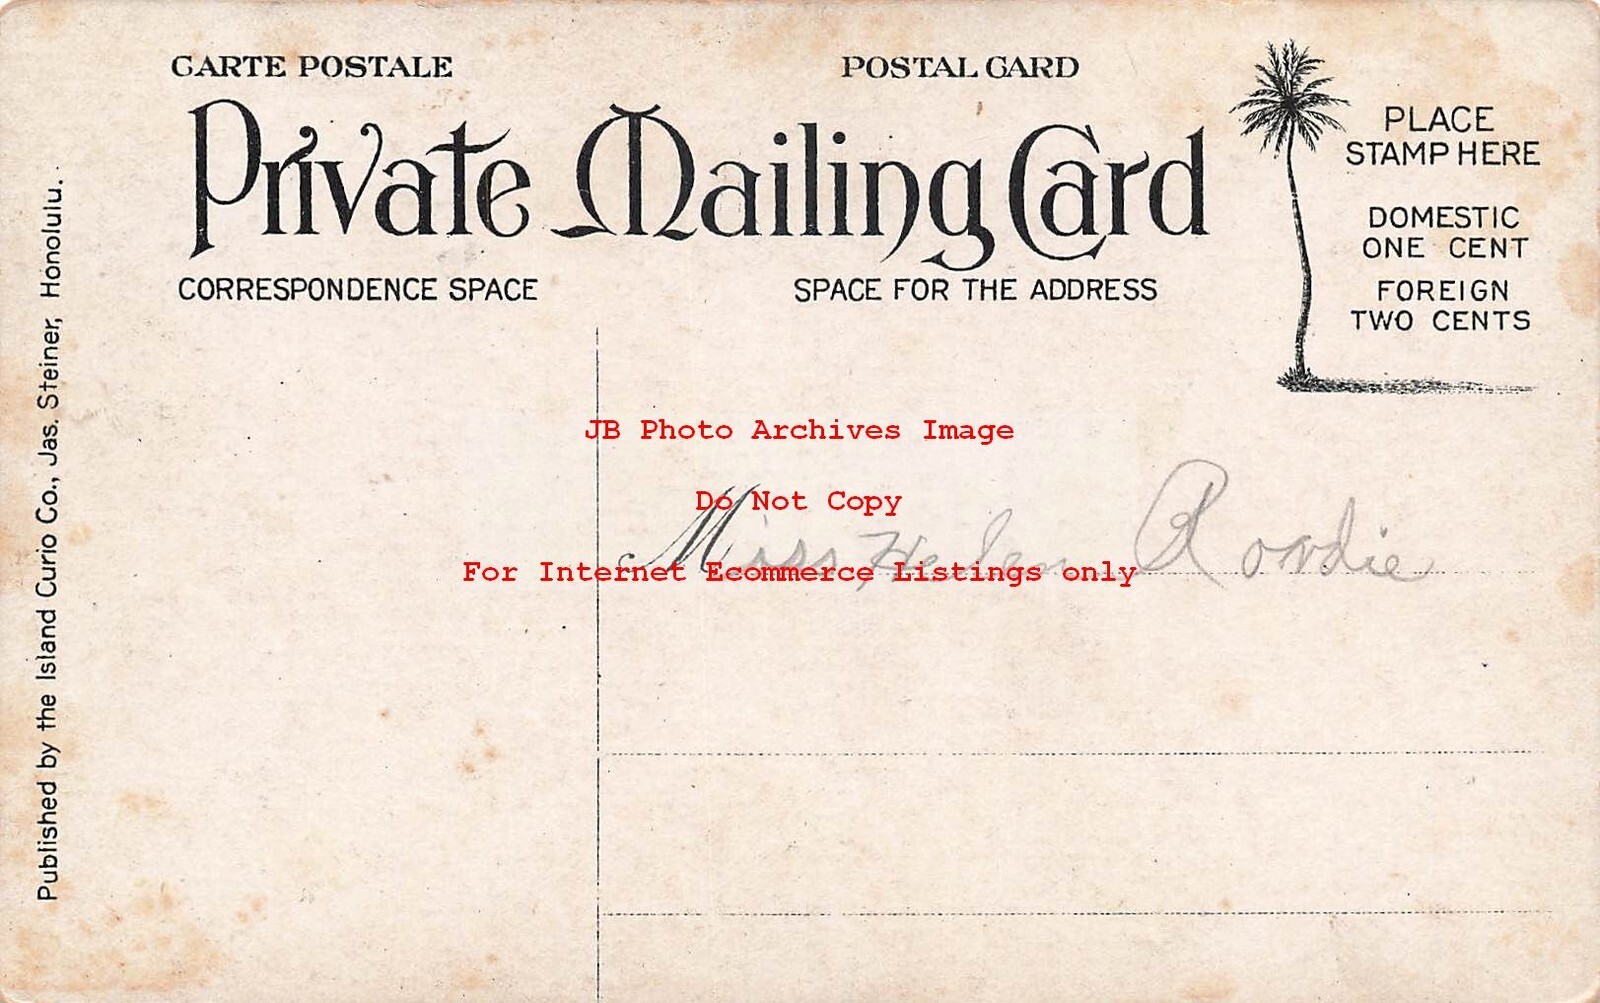 CARTE POSTALE
POSTAL CARD
Private Mailing Card
PLACE
STAMP HERE
DOMESTIC
ONE CENT
FOREIGN
TWO CENTS
CORRESPONDENCE SPACE
SPACE FOR THE ADDRESS
Published by the Island Curio Co., Jas. Steiner, Honolulu.
JB Photo Archives Image
Do Not Copy
For Internet Ecommerce Listings only
Miss Helen